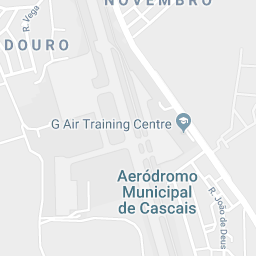 NOVEMBRO
DOURO
R. Vega
G Air Training Centre
Aeródromo
Municipal
de Cascais
R. João de Deus